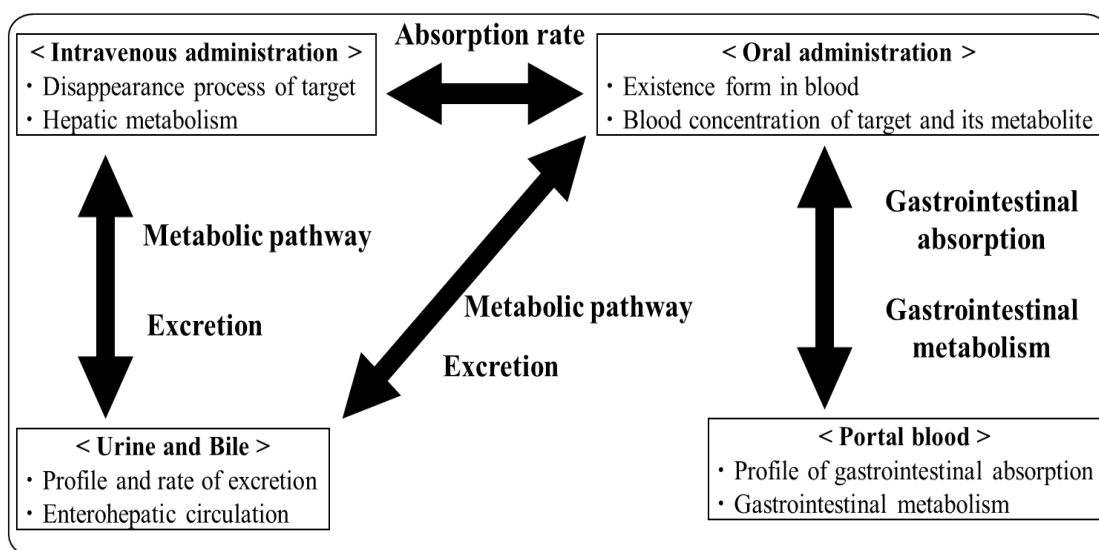 Absorption rate
< Intravenous administration >
・Disappearance process of target
・Hepatic metabolism
< Oral administration >
・Existence form in blood
・Blood concentration of target and its metabolite
Metabolic pathway
Excretion
Metabolic pathway
Excretion
Gastrointestinal
absorption
Gastrointestinal
metabolism
< Urine and Bile >
・Profile and rate of excretion
・Enterohepatic circulation
< Portal blood >
・Profile of gastrointestinal absorption
・Gastrointestinal metabolism